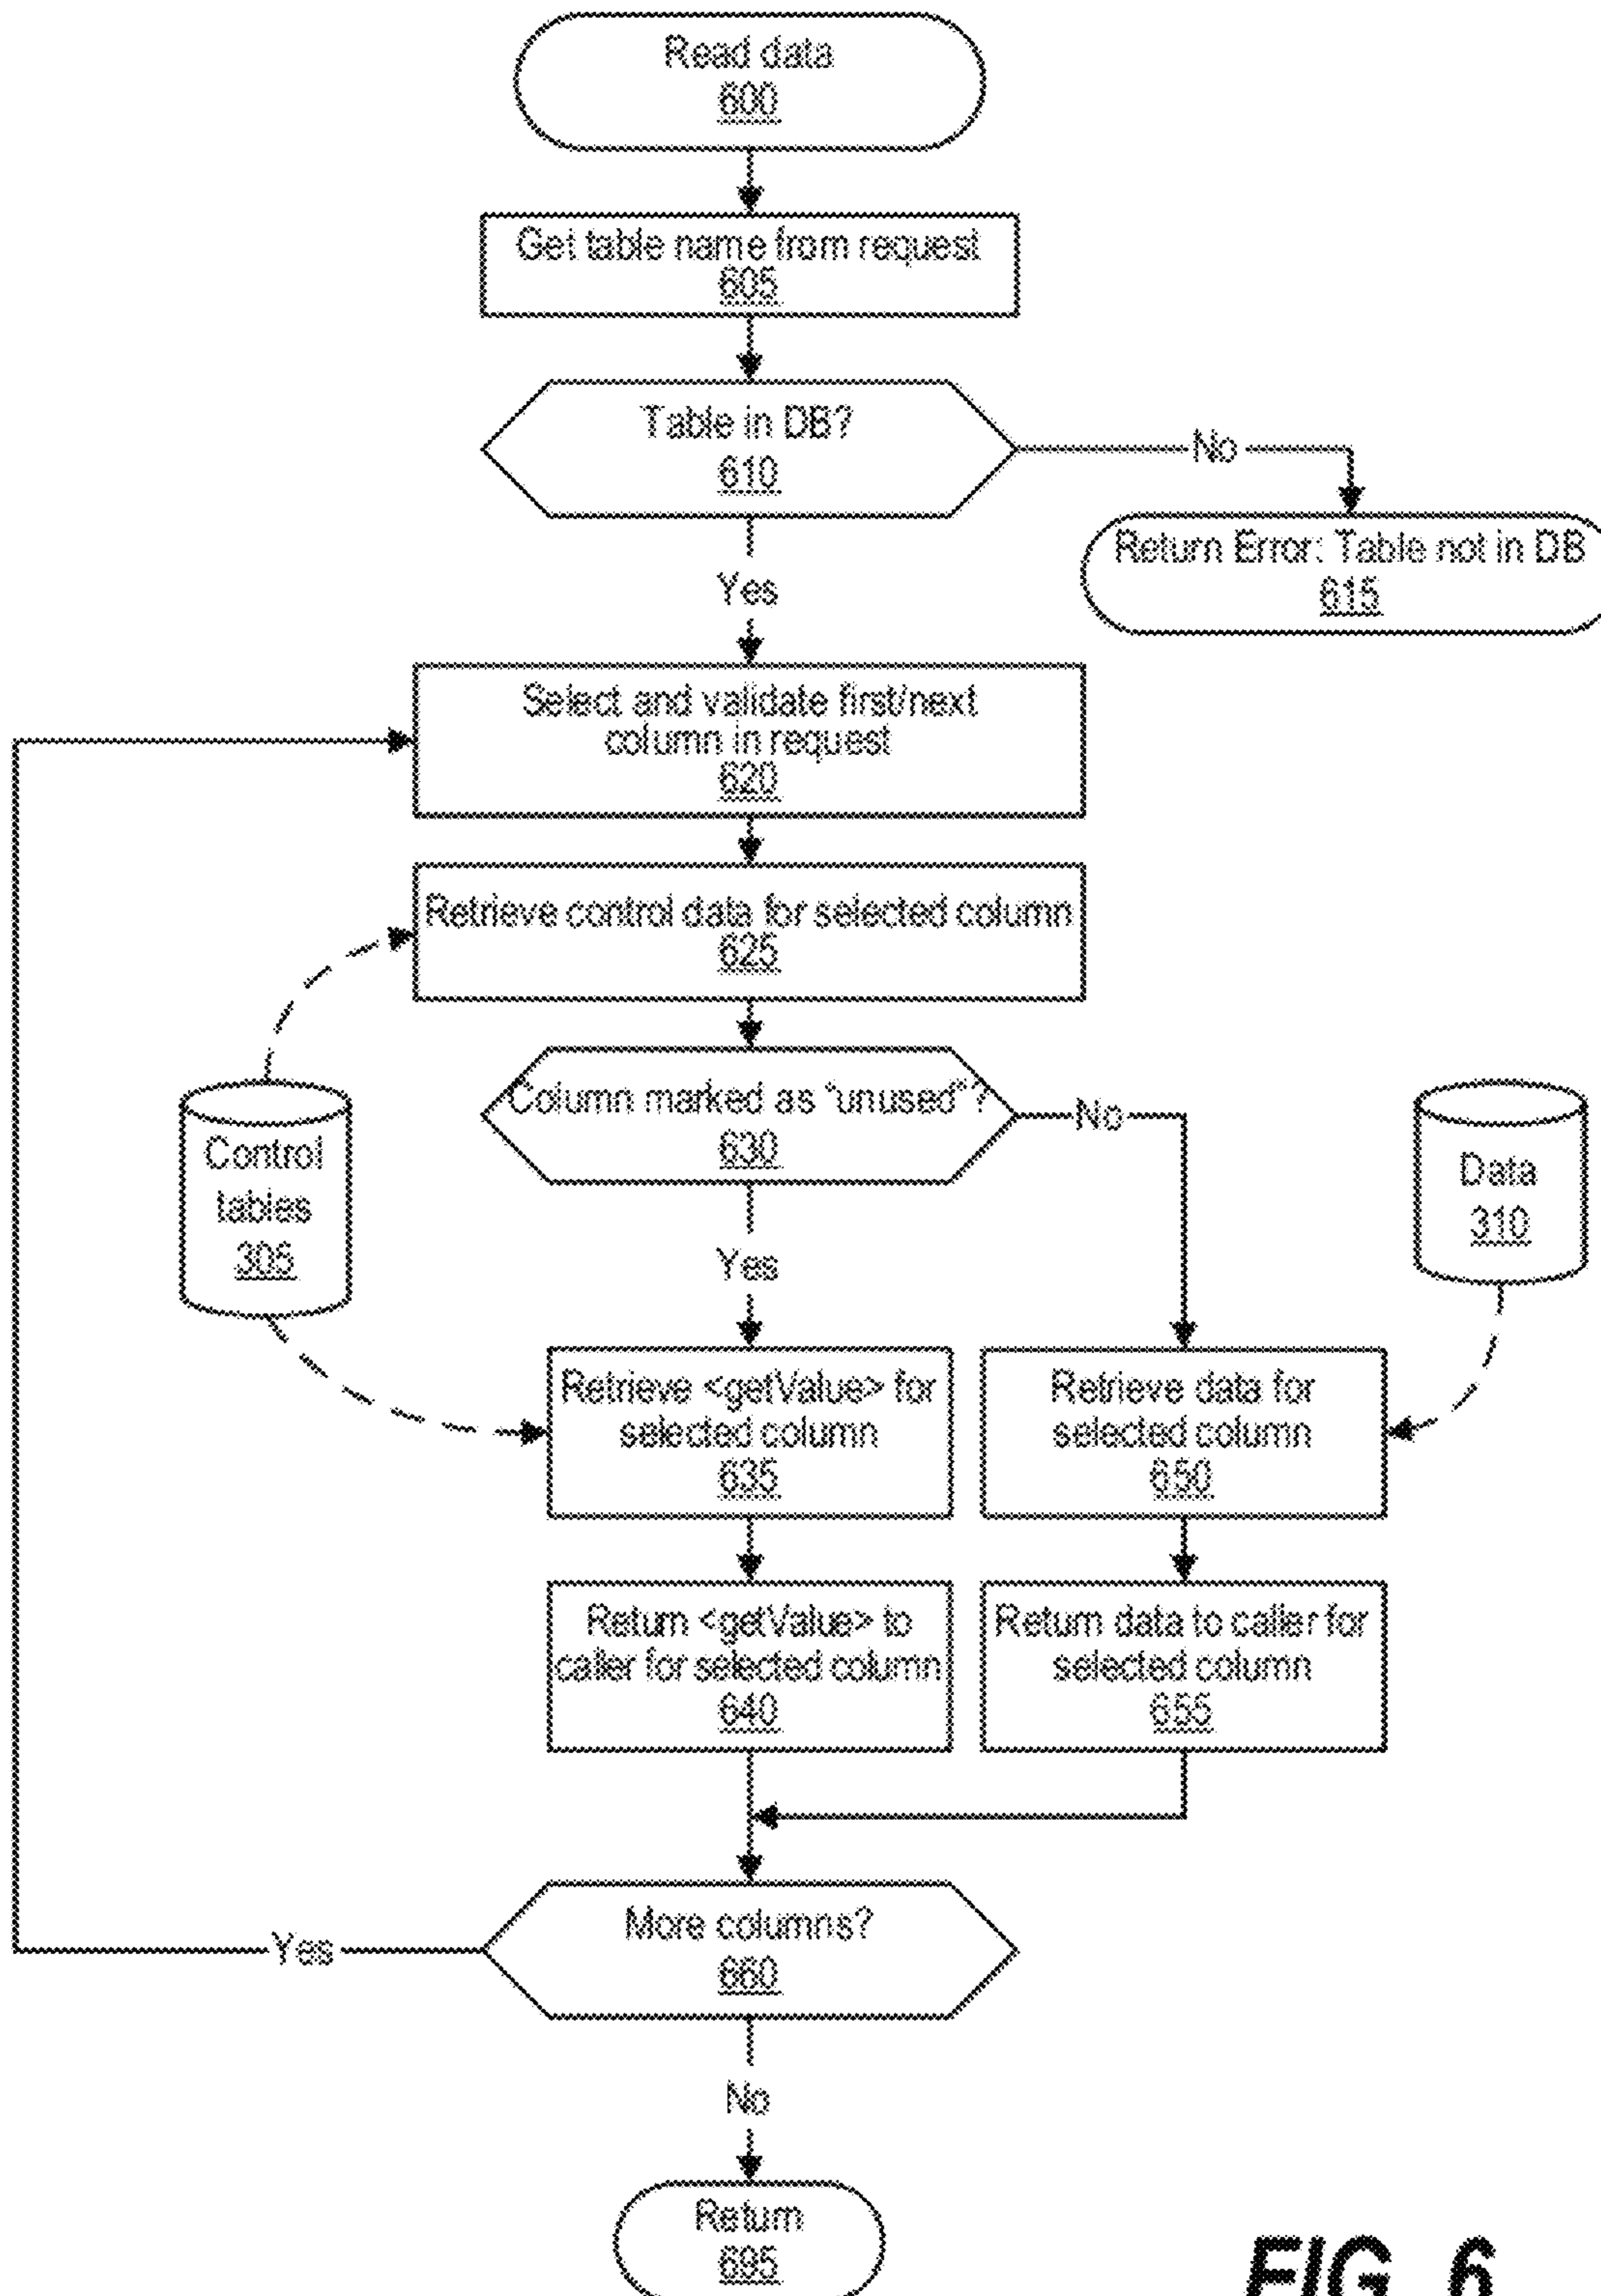 Read data
600
Get table name from request
605
Table in DB?
610
No
Return Error: Table not in DB
615
Yes
Select and validate first/next
column in request
620
Retrieve control data for selected column
625
Column marked as "unused"?
630
No
Control
tables
305
Data
310
Yes
Retrieve <getValue> for
selected column
635
Retrieve data for
selected column
650
Return <getValue> to
caller for selected column
640
Return data to caller for
selected column
655
More columns?
660
Yes
No
Return
695
FIG. 6